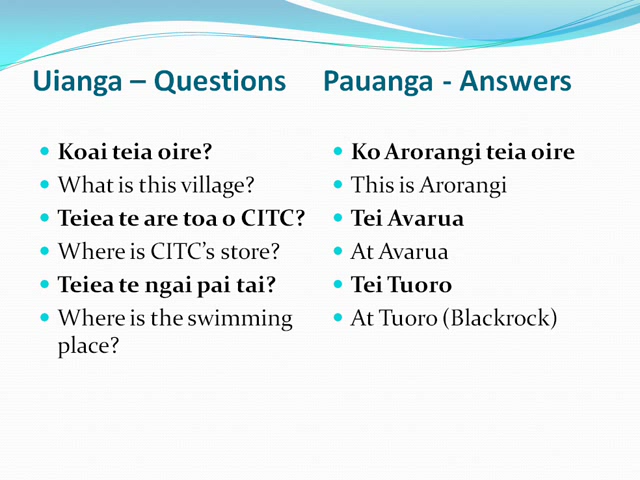 Uianga – Questions
Pauanga - Answers
Koai teia oire?
What is this village?
Teiea te are toa o CITC?
Where is CITC’s store?
Teiea te ngai pai tai?
Where is the swimming
place?
Ko Arorangi teia oire
This is Arorangi
Tei Avarua
At Avarua
Tei Tuoro
At Tuoro (Blackrock)